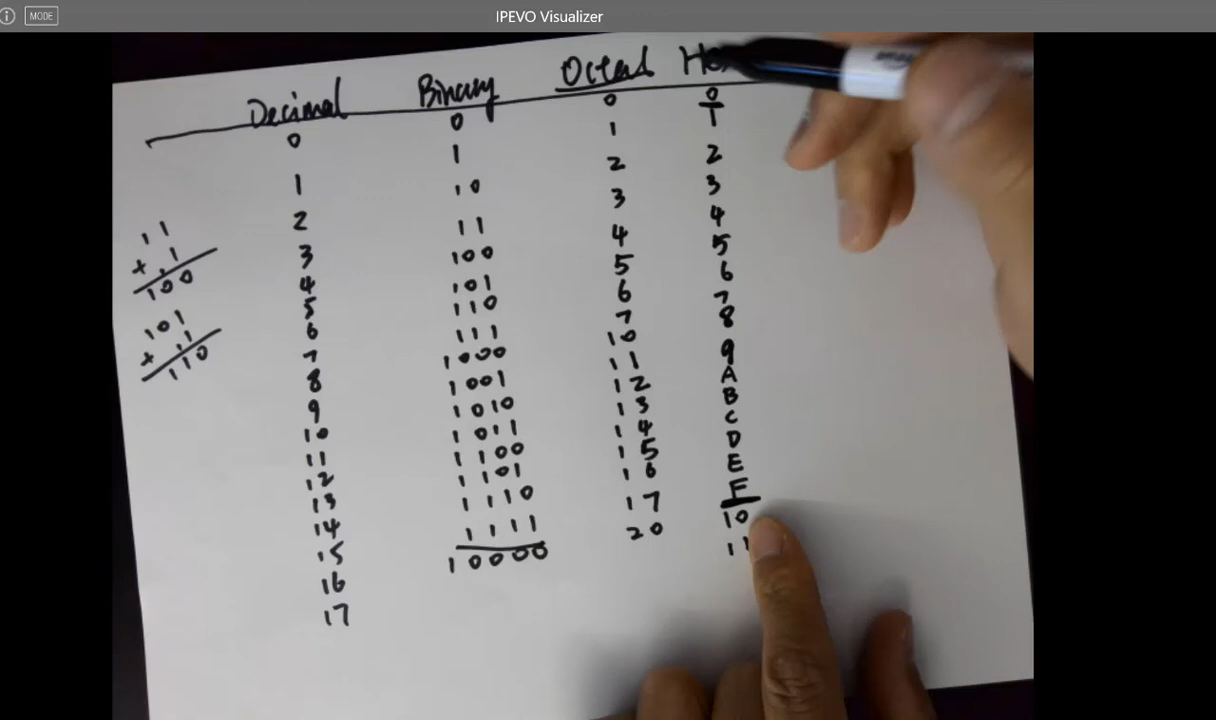 MODE
IPEVO Visualizer
Decimal Binary Octal
0 0 0 0
1 1 1 1
2 10 2 2
3 11 3 3
4 100 4 4
5 101 5 5
6 110 6 6
7 111 7 7
8 1000 10 8
9 1001 11 9
10 1010 12 A
11 1011 13 B
12 1100 14 C
13 1101 15 D
14 1110 16 E
15 1111 17 F
16 10000 20 10
17 11
11
+ 1
100
101
+ 1
110